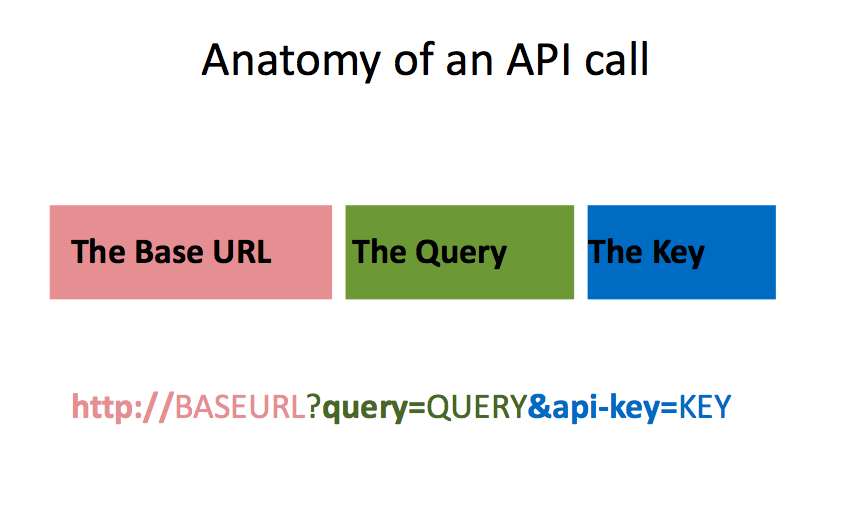 Anatomy of an API call
The Base URL The Query The Key
http://BASEURL?query=QUERY&api-key=KEY